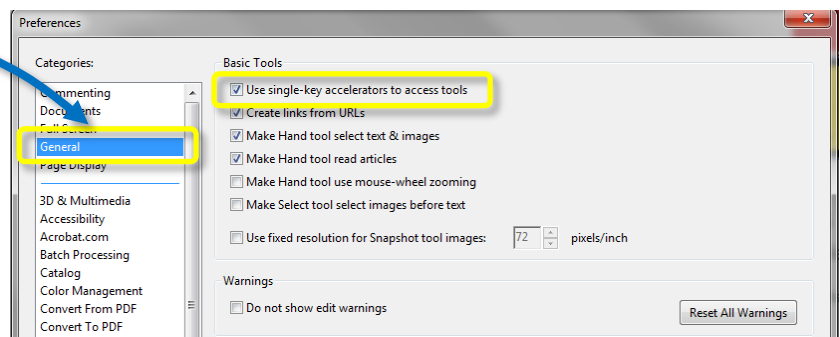 Preferences
Categories:
Commenting
Documents
Full Screen
General
Page Display
3D & Multimedia
Accessibility
Acrobat.com
Batch Processing
Catalog
Color Management
Convert From PDF
Convert To PDF
Basic Tools
Use single-key accelerators to access tools
Create links from URLs
Make Hand tool select text & images
Make Hand tool read articles
Make Hand tool use mouse-wheel zooming
Make Select tool select images before text
Use fixed resolution for Snapshot tool images: 72 pixels/inch
Warnings
Do not show edit warnings
Reset All Warnings